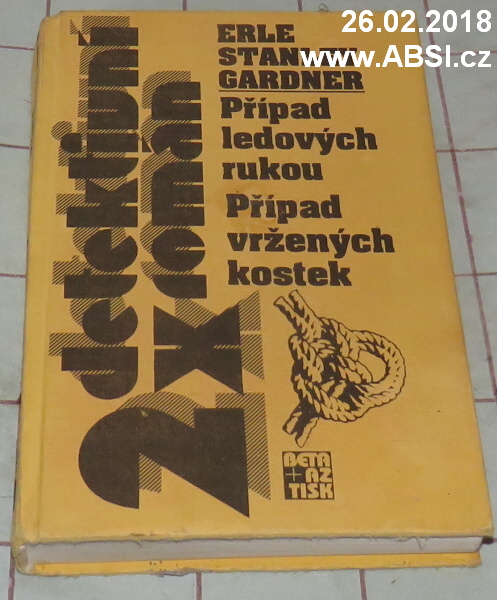 26.02.2018
www.ABSI.cz
ERLE
STANLEY
GARDNER
Případ
ledových
rukou
Případ
vržených
kostek
2x detektivní
román
BETA
+AZ
TISK